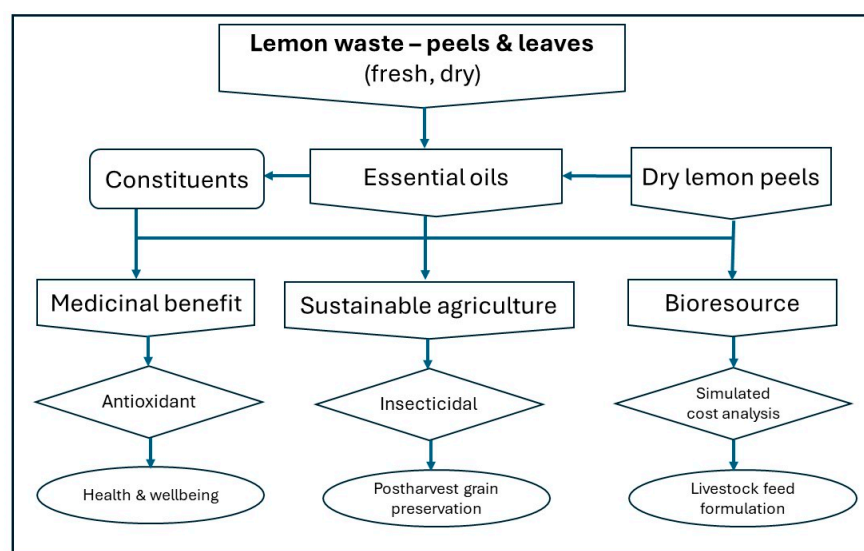 Lemon waste – peels & leaves
(fresh, dry)
Constituents
Essential oils
Dry lemon peels
Medicinal benefit
Sustainable agriculture
Bioresource
Antioxidant
Insecticidal
Simulated
cost analysis
Health & wellbeing
Postharvest grain
preservation
Livestock feed
formulation